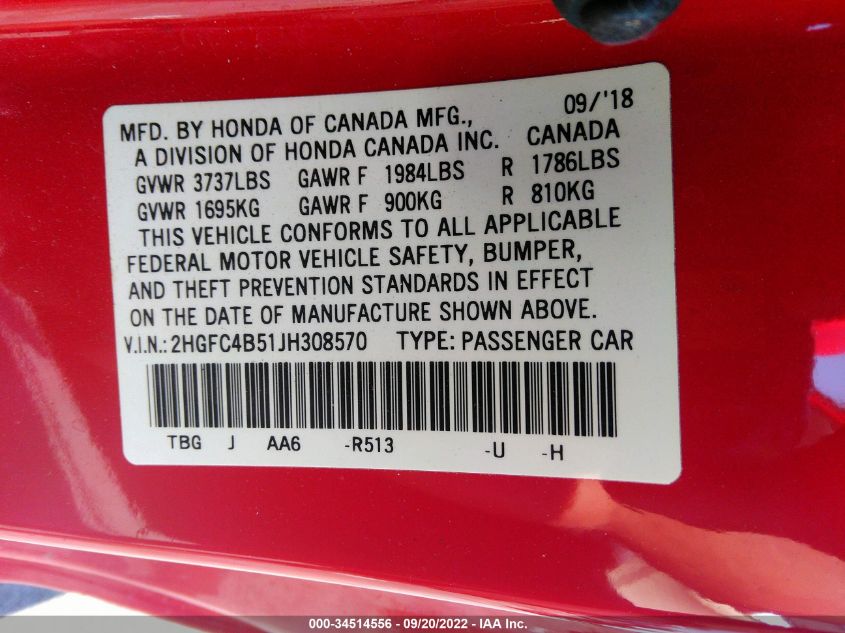 MFD. BY HONDA OF CANADA MFG., 09/'18
A DIVISION OF HONDA CANADA INC. CANADA
GVWR 3737LBS GAWR F 1984LBS R 1786LBS
GVWR 1695KG GAWR F 900KG R 810KG
THIS VEHICLE CONFORMS TO ALL APPLICABLE
FEDERAL MOTOR VEHICLE SAFETY, BUMPER,
AND THEFT PREVENTION STANDARDS IN EFFECT
ON THE DATE OF MANUFACTURE SHOWN ABOVE.
V.I.N.: 2HGFC4B51JH308570 TYPE: PASSENGER CAR
TBG J AA6 -R513 -U -H
000-34514556 - 09/20/2022 - IAA Inc.